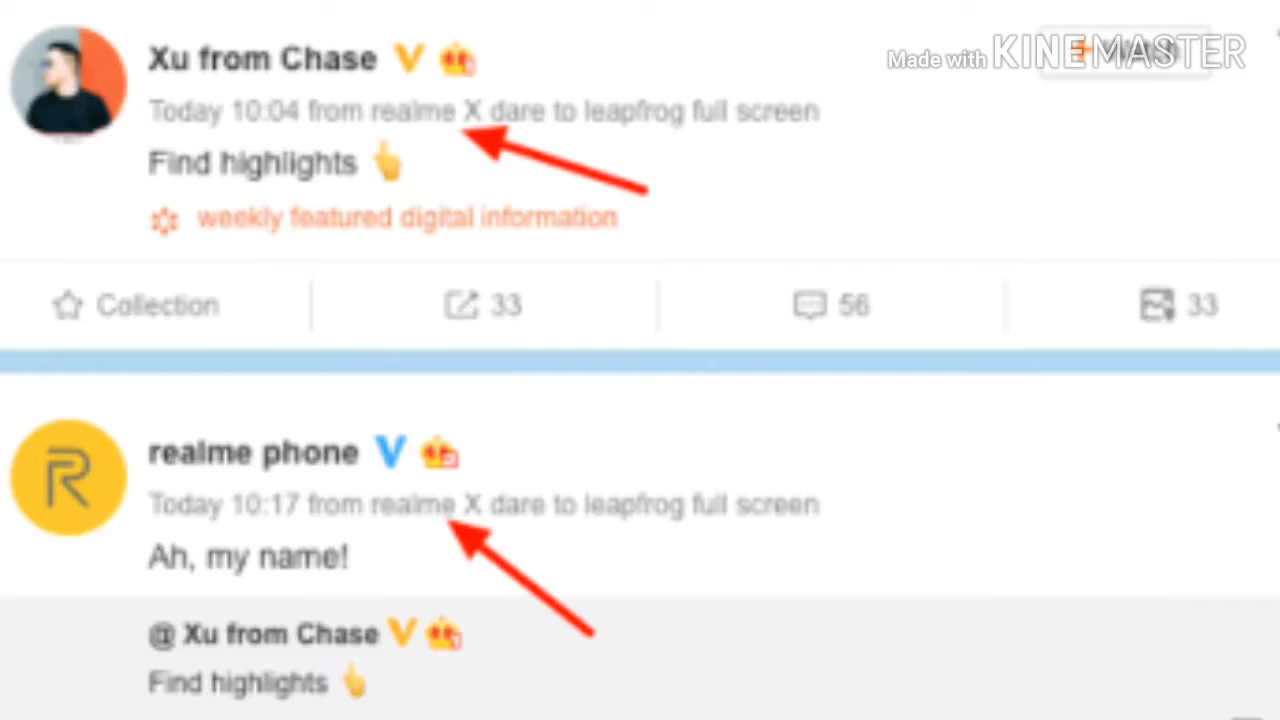 Xu from Chase
Made with KINEMASTER
Today 10:04 from realme X dare to leapfrog full screen
Find highlights
weekly featured digital information
Collection
33
56
33
R
realme phone
Today 10:17 from realme X dare to leapfrog full screen
Ah, my name!
@ Xu from Chase
Find highlights